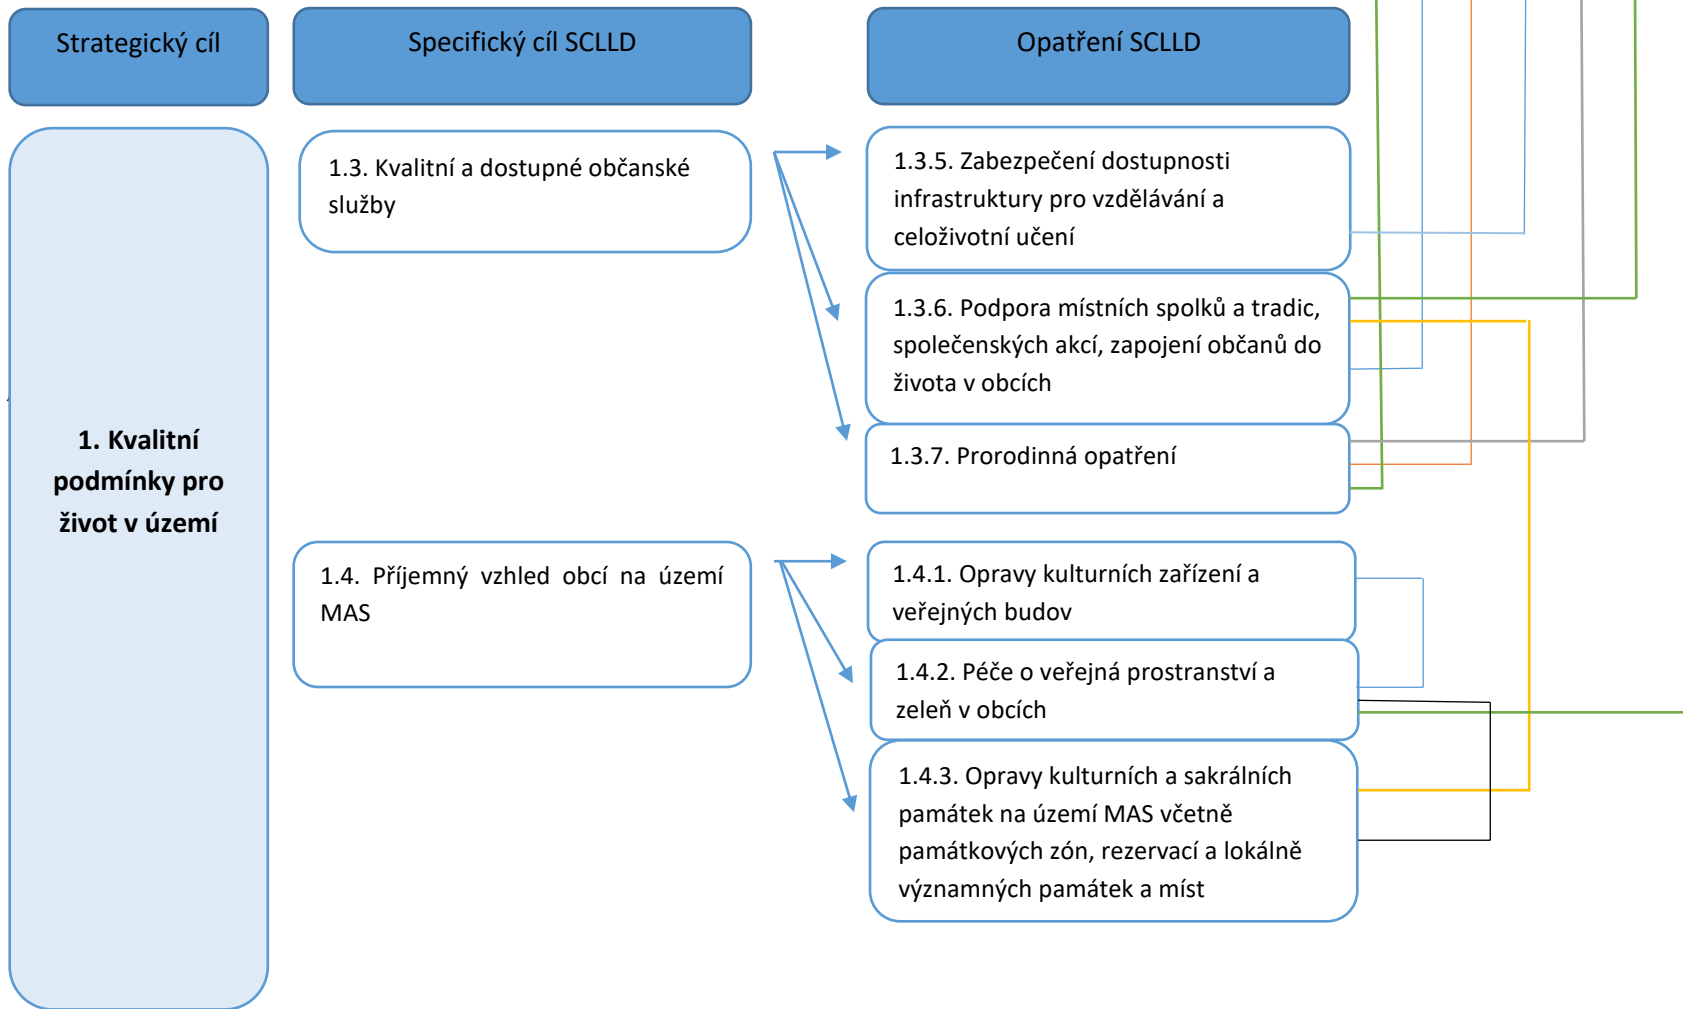 Strategický cíl
Specifický cíl SCLLD
Opatření SCLLD
1. Kvalitní
podmínky pro
život v území
1.3. Kvalitní a dostupné občanské
služby
1.3.5. Zabezpečení dostupnosti
infrastruktury pro vzdělávání a
celoživotní učení
1.3.6. Podpora místních spolků a tradic,
společenských akcí, zapojení občanů do
života v obcích
1.3.7. Prorodinná opatření
1.4. Příjemný vzhled obcí na území
MAS
1.4.1. Opravy kulturních zařízení a
veřejných budov
1.4.2. Péče o veřejná prostranství a
zeleň v obcích
1.4.3. Opravy kulturních a sakrálních
památek na území MAS včetně
památkových zón, rezervací a lokálně
významných památek a míst